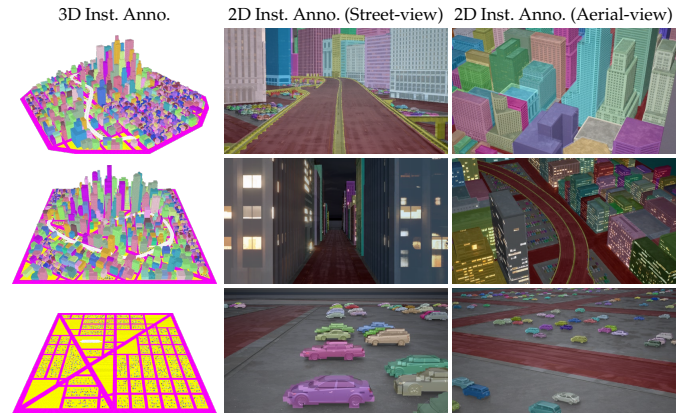 3D Inst. Anno.
2D Inst. Anno. (Street-view)
2D Inst. Anno. (Aerial-view)